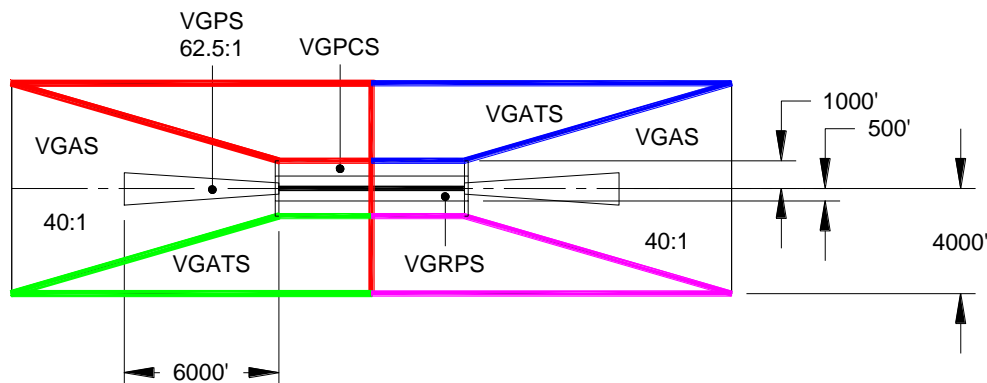 VGPS
62.5:1
VGPCS
VGATS
1000'
500'
VGAS
VGAS
40:1
40:1
4000'
VGATS
VGRPS
6000'